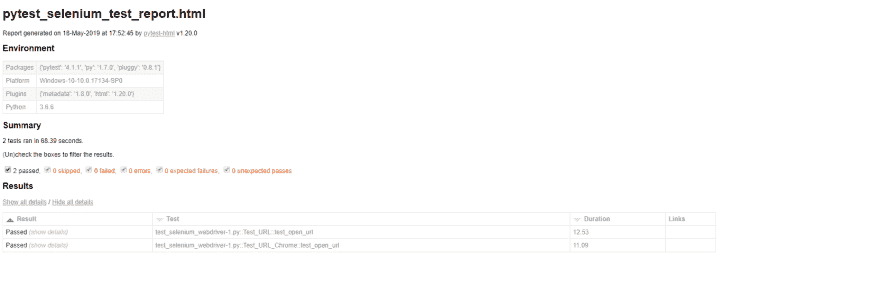 pytest_selenium_test_report.html
Report generated on 18-May-2019 at 17:52:45 by pytest-html v1.20.0
Environment
Packages {'pytest': '4.1.1', 'py': '1.7.0', 'pluggy': '0.8.1'}
Platform Windows-10-10.0.17134-SP0
Plugins {'metadata': '1.8.0', 'html': '1.20.0'}
Python 3.6.6
Summary
2 tests ran in 68.39 seconds.
(Un)check the boxes to filter the results.
2 passed, 0 skipped, 0 failed, 0 errors, 0 expected failures, 0 unexpected passes
Results
Show all details / Hide all details
Result Test Duration Links
Passed (show details) test_selenium_webdriver-1.py::Test_URL::test_open_url 12.53
Passed (show details) test_selenium_webdriver-1.py::Test_URL_Chrome::test_open_url 11.09